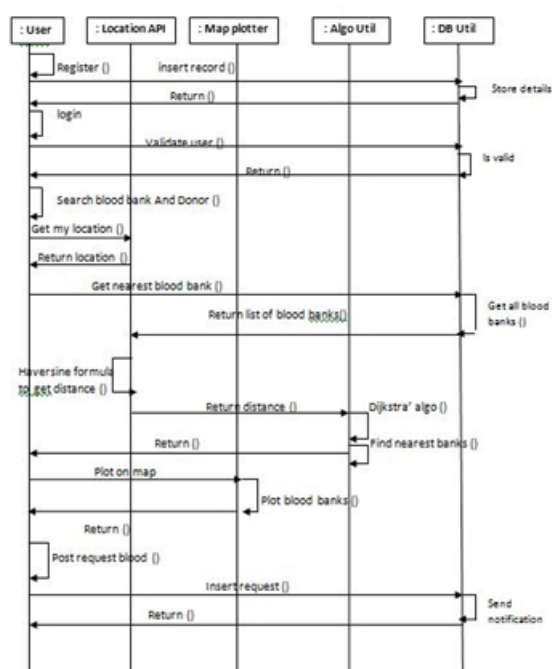 : User
: Location API
: Map plotter
: Algo Util
: DB Util
Register ()
insert record ()
Store details
Return ()
login
Validate user ()
Is valid
Return ()
Search blood bank And Donor ()
Get my location ()
Return location ()
Get nearest blood bank ()
Get all blood
banks ()
Return list of blood banks()
Haversine formula
to get distance ()
Return distance ()
Dijkstra' algo ()
Return ()
Find nearest banks ()
Plot on map
Plot blood banks ()
Return ()
Post request blood ()
Insert request ()
Send
notification
Return ()